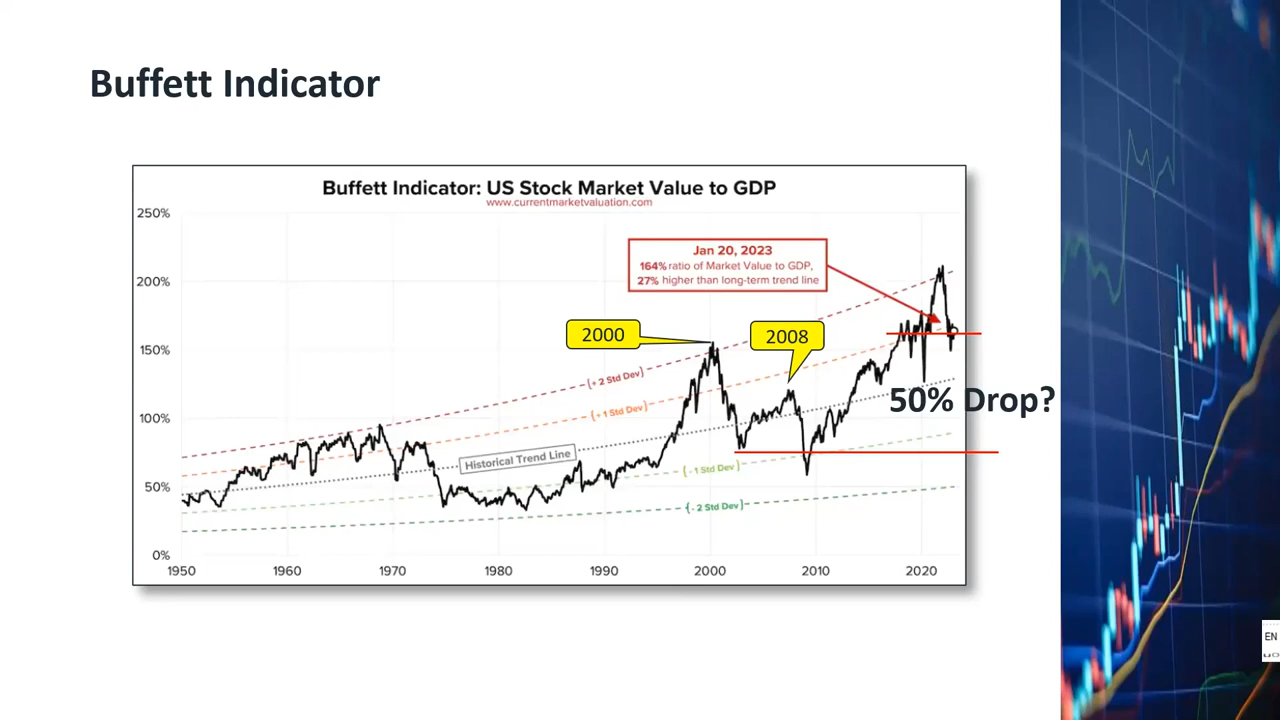 Buffett Indicator
Buffett Indicator: US Stock Market Value to GDP
www.currentmarketvaluation.com
250%
200%
150%
100%
50%
0%
Jan 20, 2023
164% ratio of Market Value to GDP,
27% higher than long-term trend line
2000
2008
(+ 2 Std Dev)
(+ 1 Std Dev)
50% Drop?
Historical Trend Line
(- 1 Std Dev)
(- 2 Std Dev)
1950
1960
1970
1980
1990
2000
2010
2020
EN